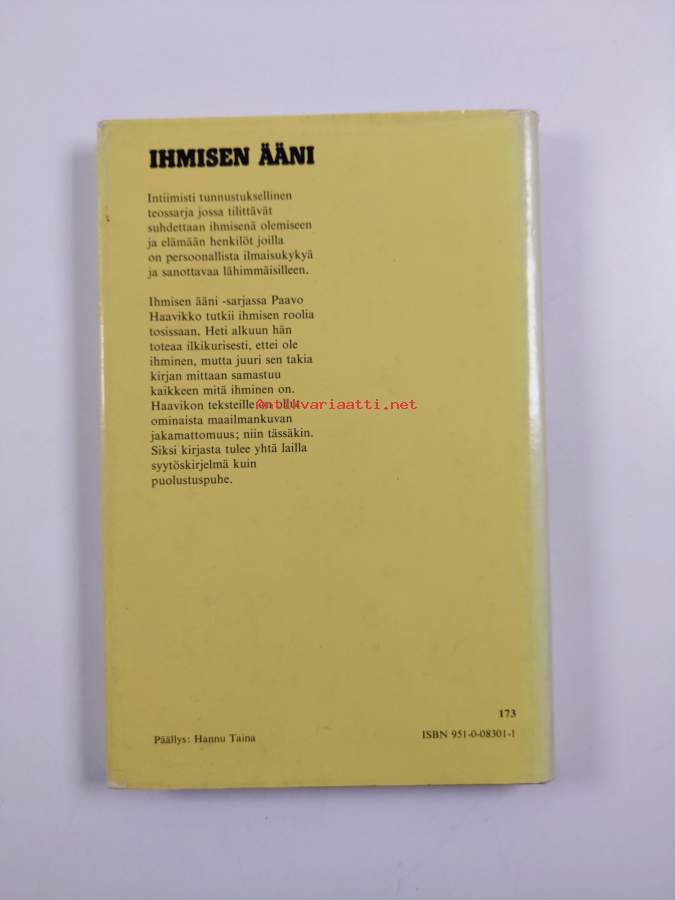 IHMISEN ÄÄNI
Intiimisti tunnustuksellinen
teossarja jossa tilittävät
suhdettaan ihmisenä olemiseen
ja elämään henkilöt joilla
on persoonallista ilmaisukykyä
ja sanottavaa lähimmäisilleen.
Ihmisen ääni -sarjassa Paavo
Haavikko tutkii ihmisen roolia
tosissaan. Heti alkuun hän
toteaa ilkikurisesti, ettei ole
ihminen, mutta juuri sen takia
kirjan mittaan samastuu
kaikkeen mitä ihminen on.
Haavikon teksteille on ollut
Antikvariaatti.net
ominaista maailmankuvan
jakamattomuus; niin tässäkin.
Siksi kirjasta tulee yhtä lailla
syytöskirjelmä kuin
puolustuspuhe.
173
Päällys: Hannu Taina
ISBN 951-0-08301-1